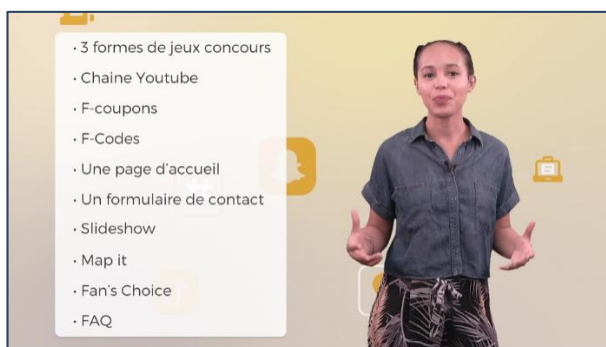 • 3 formes de jeux concours
• Chaine Youtube
• F-coupons
• F-Codes
• Une page d'accueil
• Un formulaire de contact
• Slideshow
• Map it
• Fan's Choice
• FAQ